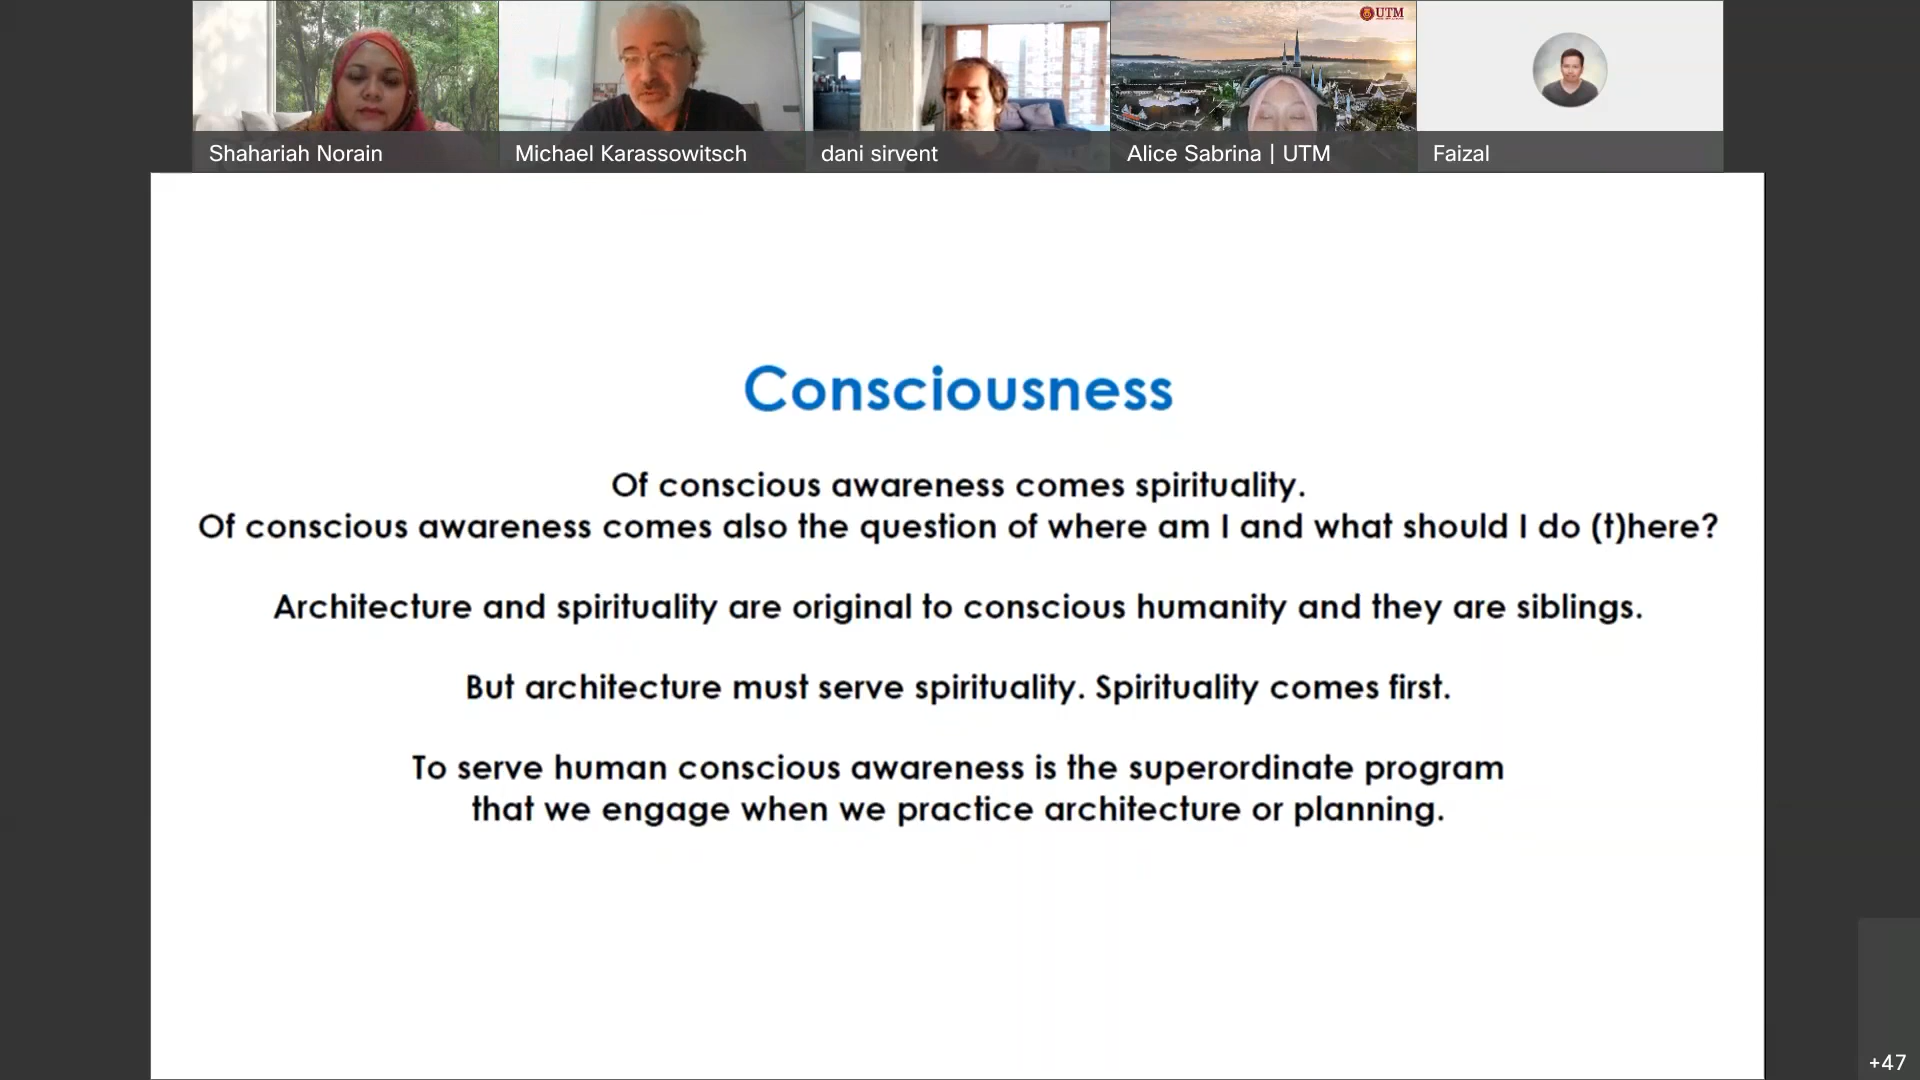 UTM
Shahariah Norain
Michael Karassowitsch
dani sirvent
Alice Sabrina | UTM
Faizal
Consciousness
Of conscious awareness comes spirituality.
Of conscious awareness comes also the question of where am I and what should I do (t)here?
Architecture and spirituality are original to conscious humanity and they are siblings.
But architecture must serve spirituality. Spirituality comes first.
To serve human conscious awareness is the superordinate program
that we engage when we practice architecture or planning.
+47